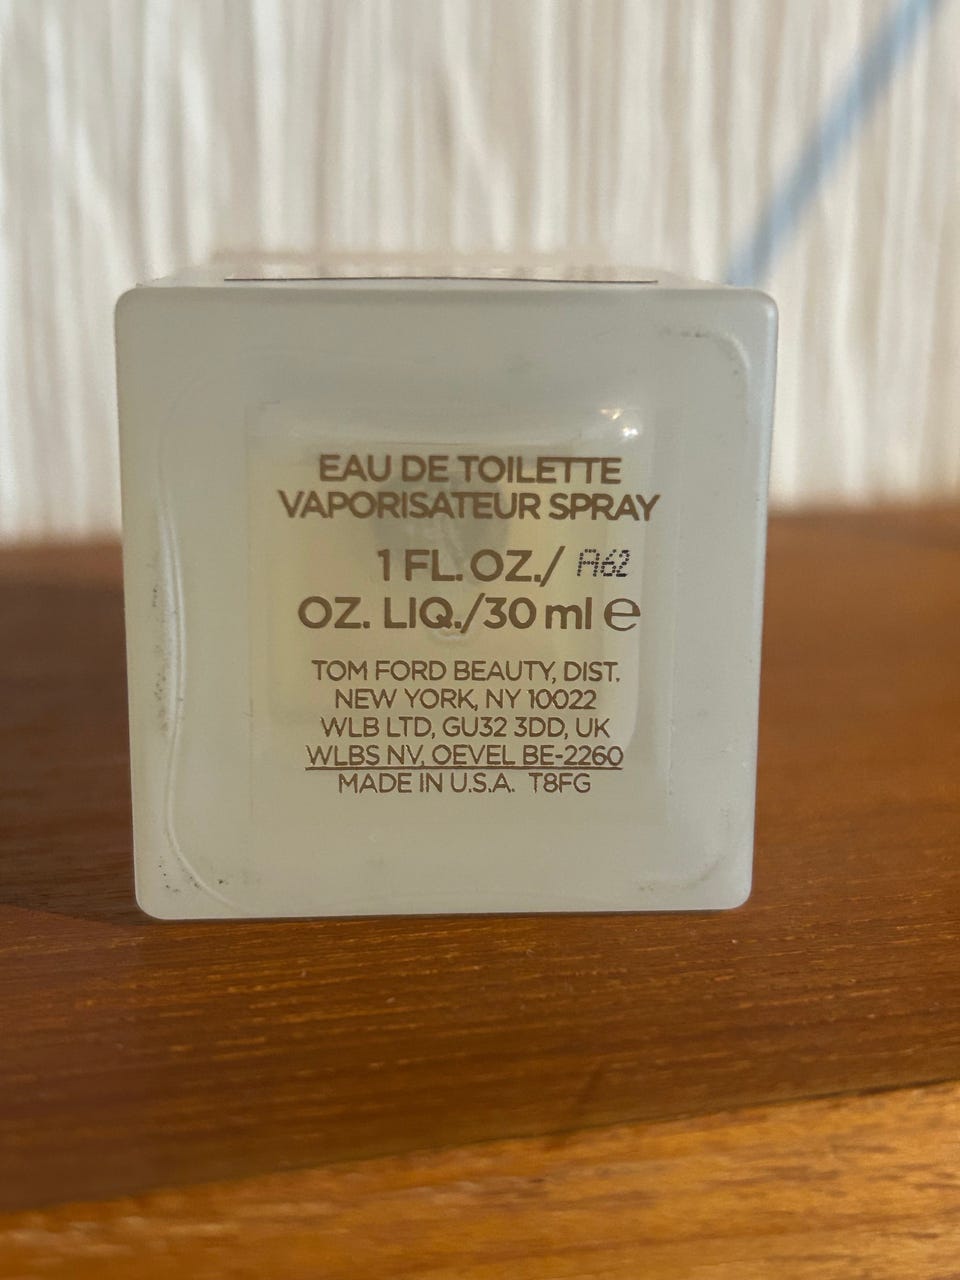 EAU DE TOILETTE
VAPORISATEUR SPRAY
1 FL. OZ./ A62
OZ. LIQ./30 ml ℮
TOM FORD BEAUTY, DIST.
NEW YORK, NY 10022
WLB LTD, GU32 3DD, UK
WLBS NV, OEVEL BE-2260
MADE IN U.S.A. T8FG